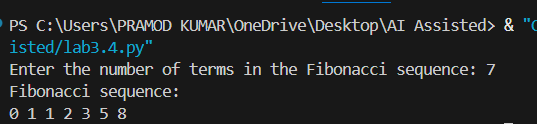 PS C:\Users\PRAMOD KUMAR\OneDrive\Desktop\AI Assisted> & "
isted/lab3.4.py"
Enter the number of terms in the Fibonacci sequence: 7
Fibonacci sequence:
0 1 1 2 3 5 8